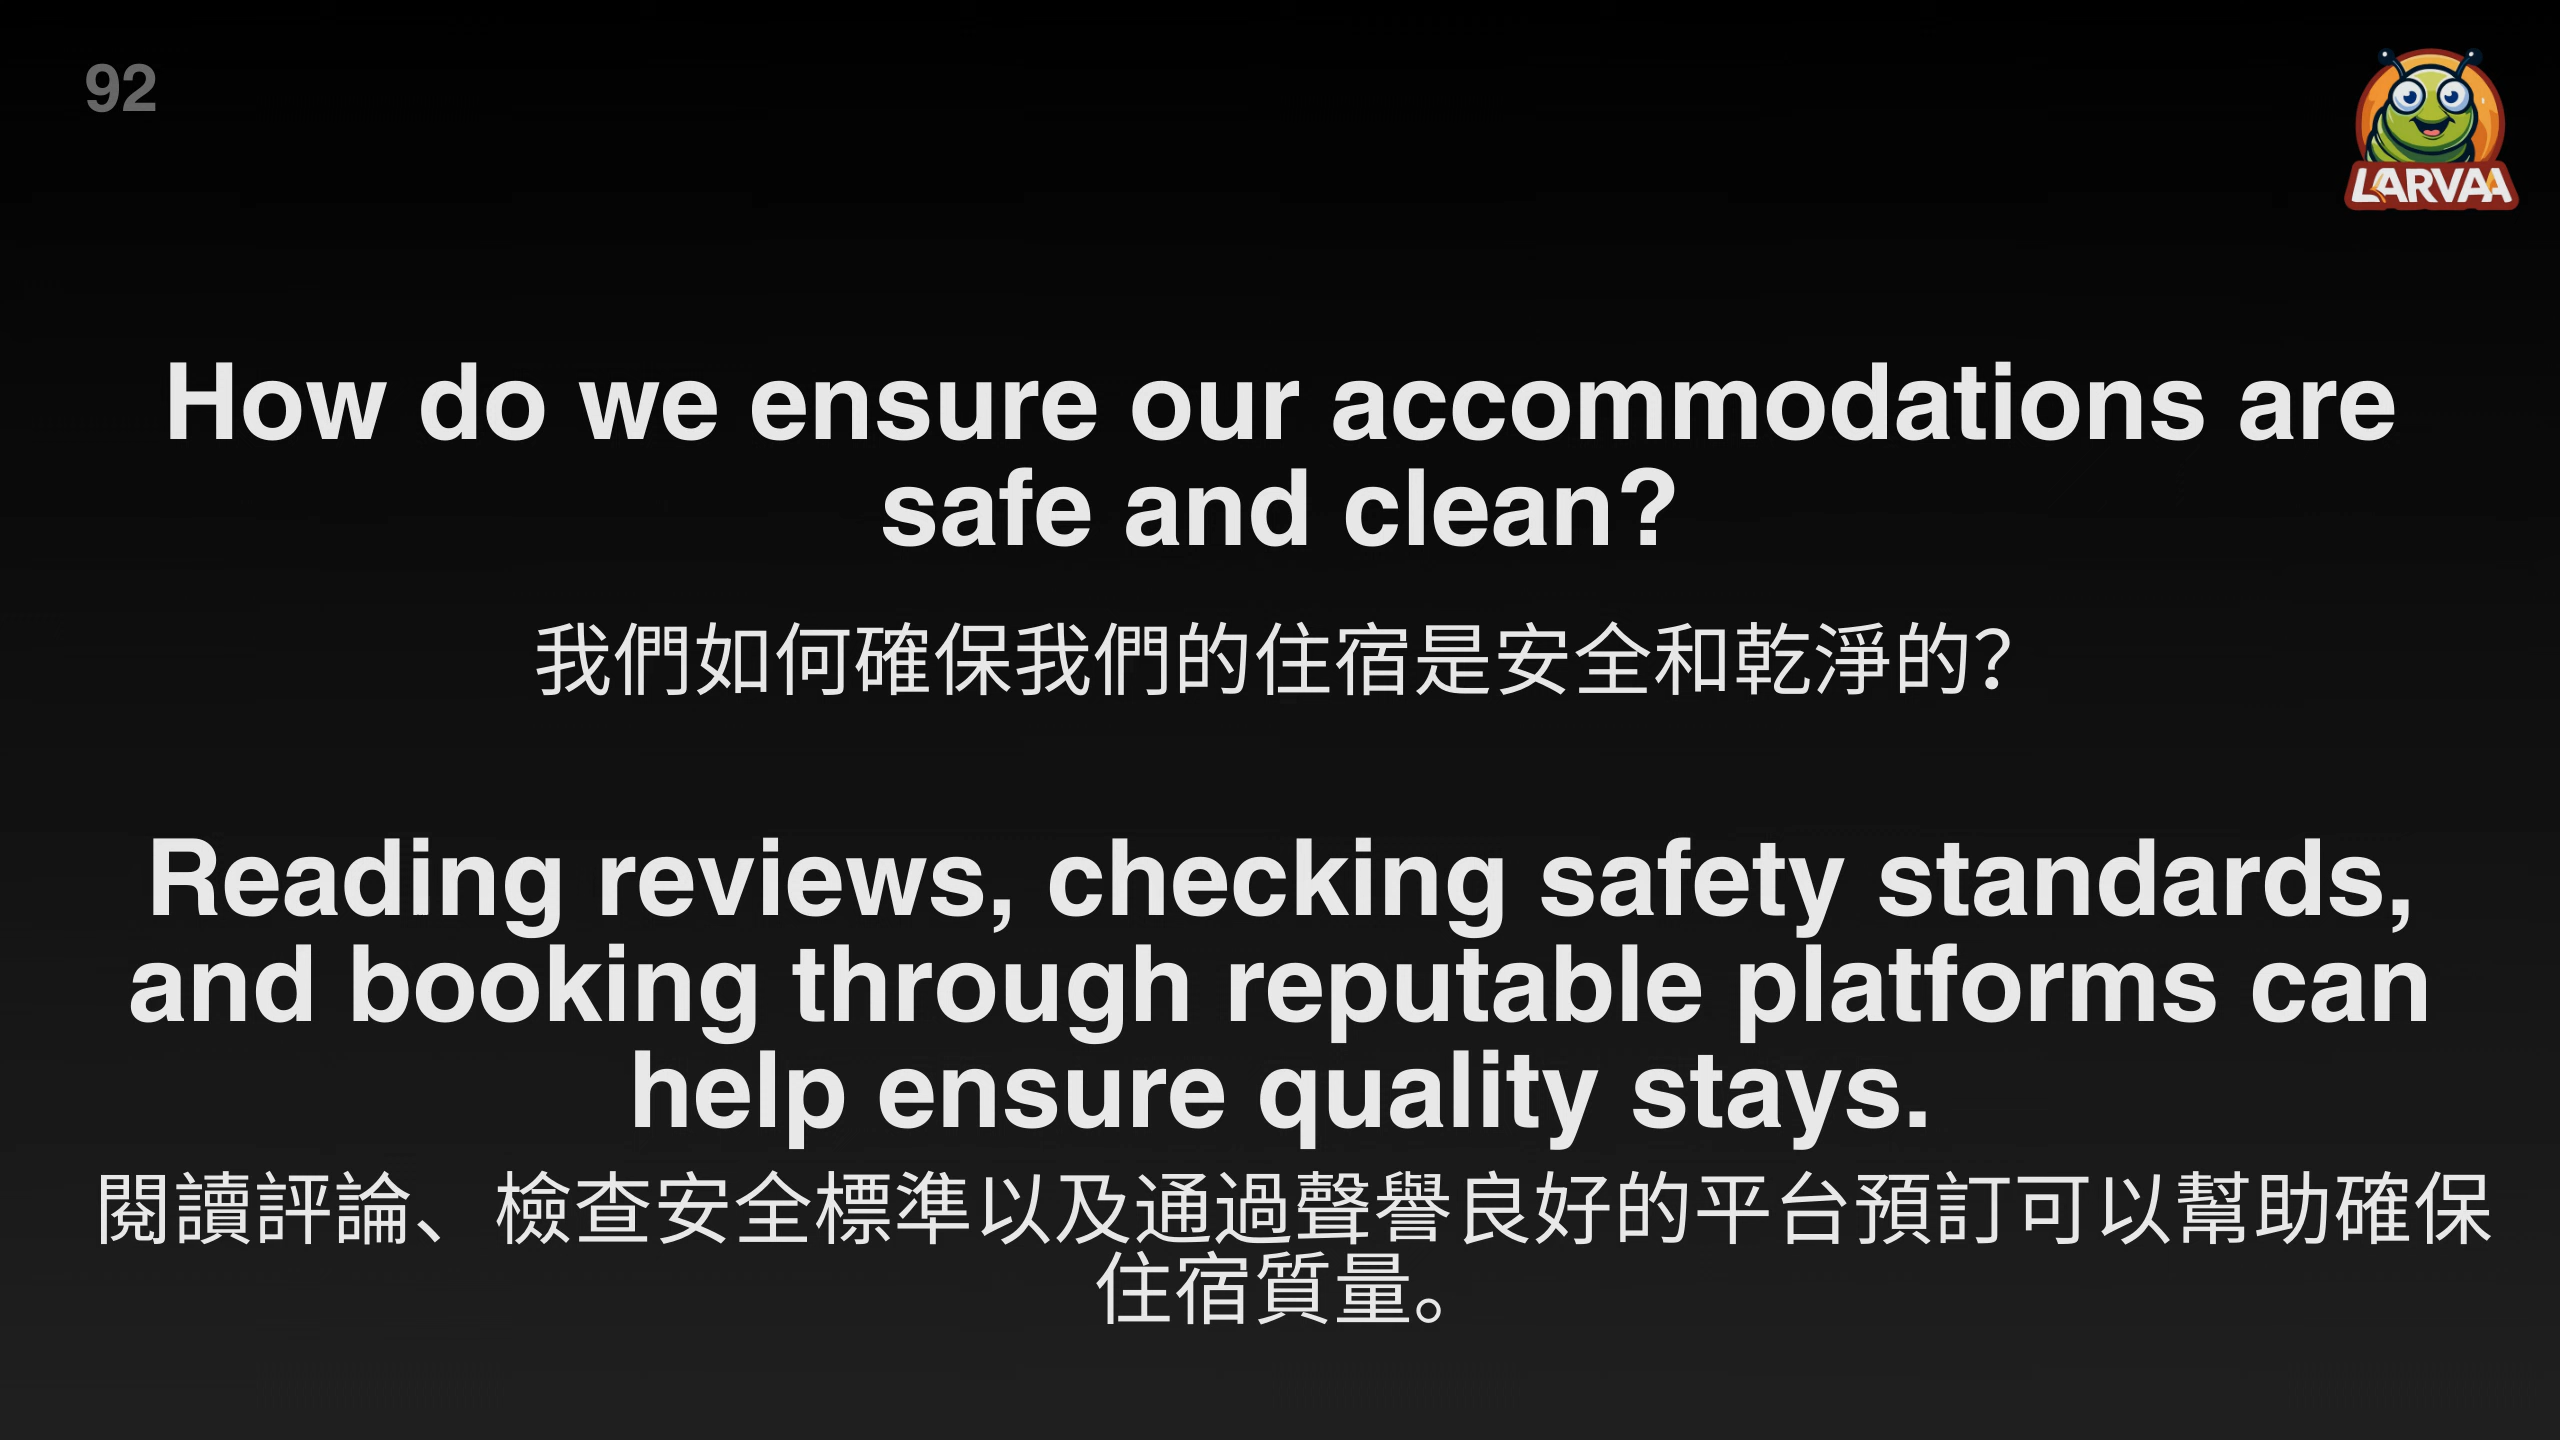 92
LARVAA
How do we ensure our accommodations are
safe and clean?
我們如何確保我們的住宿是安全和乾淨的?
Reading reviews, checking safety standards,
and booking through reputable platforms can
help ensure quality stays.
閱讀評論、檢查安全標準以及通過聲譽良好的平台預訂可以幫助確保
住宿質量。